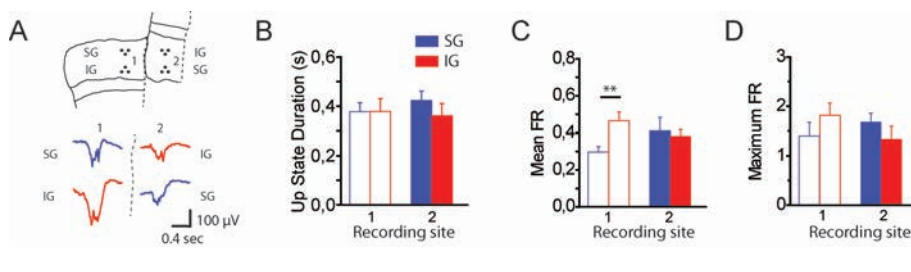 A
SG
IG
1
2
IG
SG
1
2
SG
IG
IG
SG
100 µV
0.4 sec
B
Up State Duration (s)
0,8
0,6
0,4
0,2
0,0
1
2
Recording site
SG
IG
C
Mean FR
0,8
0,6
0,4
0,2
0,0
**
1
2
Recording site
D
Maximum FR
3
2
1
0
1
2
Recording site